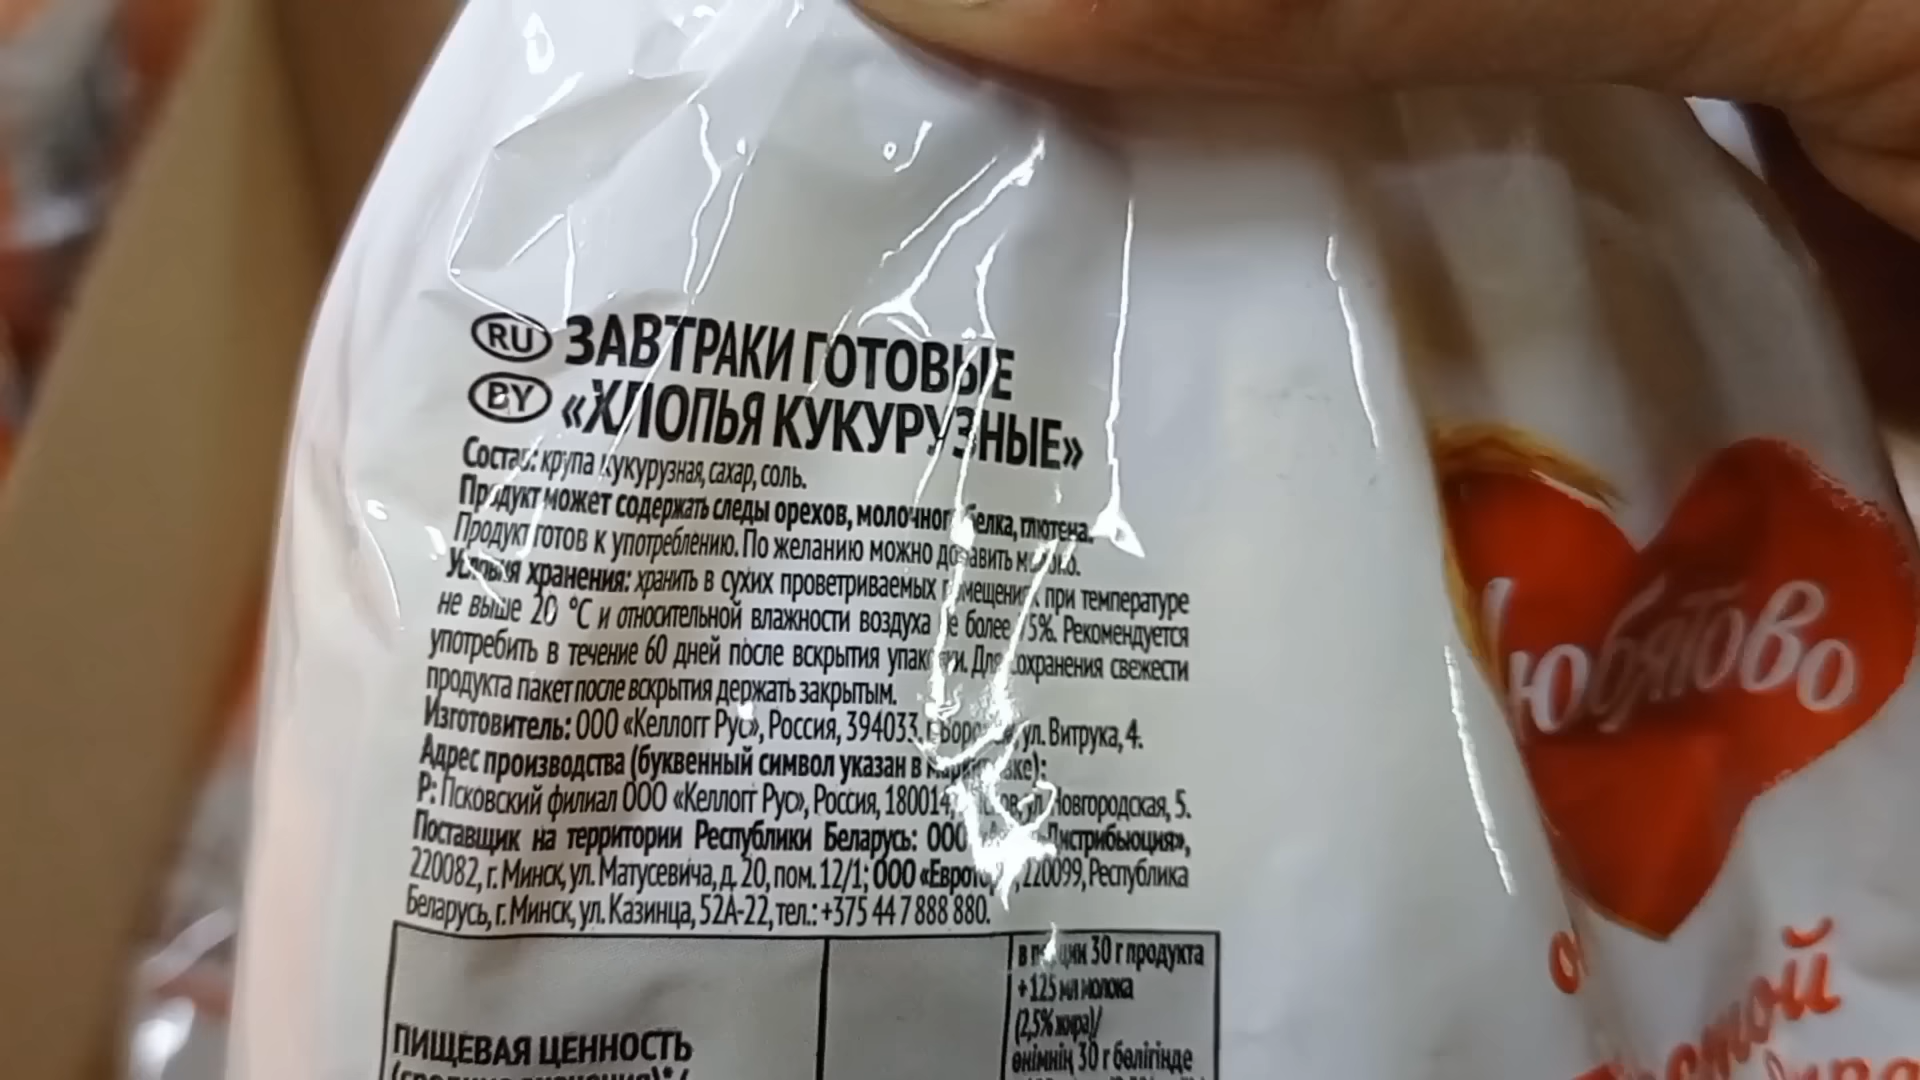 RU ЗАВТРАКИ ГОТОВЫЕ
BY «ХЛОПЬЯ КУКУРУЗНЫЕ»
Состав: крупа кукурузная, сахар, соль.
Продукт может содержать следы орехов, молочного белка, глютена.
Продукт готов к употреблению. По желанию можно добавить молоко.
Условия хранения: хранить в сухих проветриваемых помещениях при температуре
не выше 20 °С и относительной влажности воздуха не более 75%. Рекомендуется
употребить в течение 60 дней после вскрытия упаковки. Для сохранения свежести
продукта пакет после вскрытия держать закрытым.
Изготовитель: ООО «Келлогг Рус», Россия, 394033, ул. Витрука, 4.
Адрес производства (буквенный символ указан в маркировке):
Р: Псковский филиал ООО «Келлогг Рус», Россия, 180014, Новгородская, 5.
Поставщик на территории Республики Беларусь: ООО Дистрибьюция»,
220082, г. Минск, ул. Матусевича, д. 20, пом. 12/1; ООО «Евроторг», 220099, Республика
Беларусь, г. Минск, ул. Казинца, 52А-22, тел.: +375 44 7 888 880.
в порции 30 г продукта
+125 мл молока
(2,5% жира)/
өнімнің 30 г бөлігінде
ПИЩЕВАЯ ЦЕННОСТЬ
Любятово